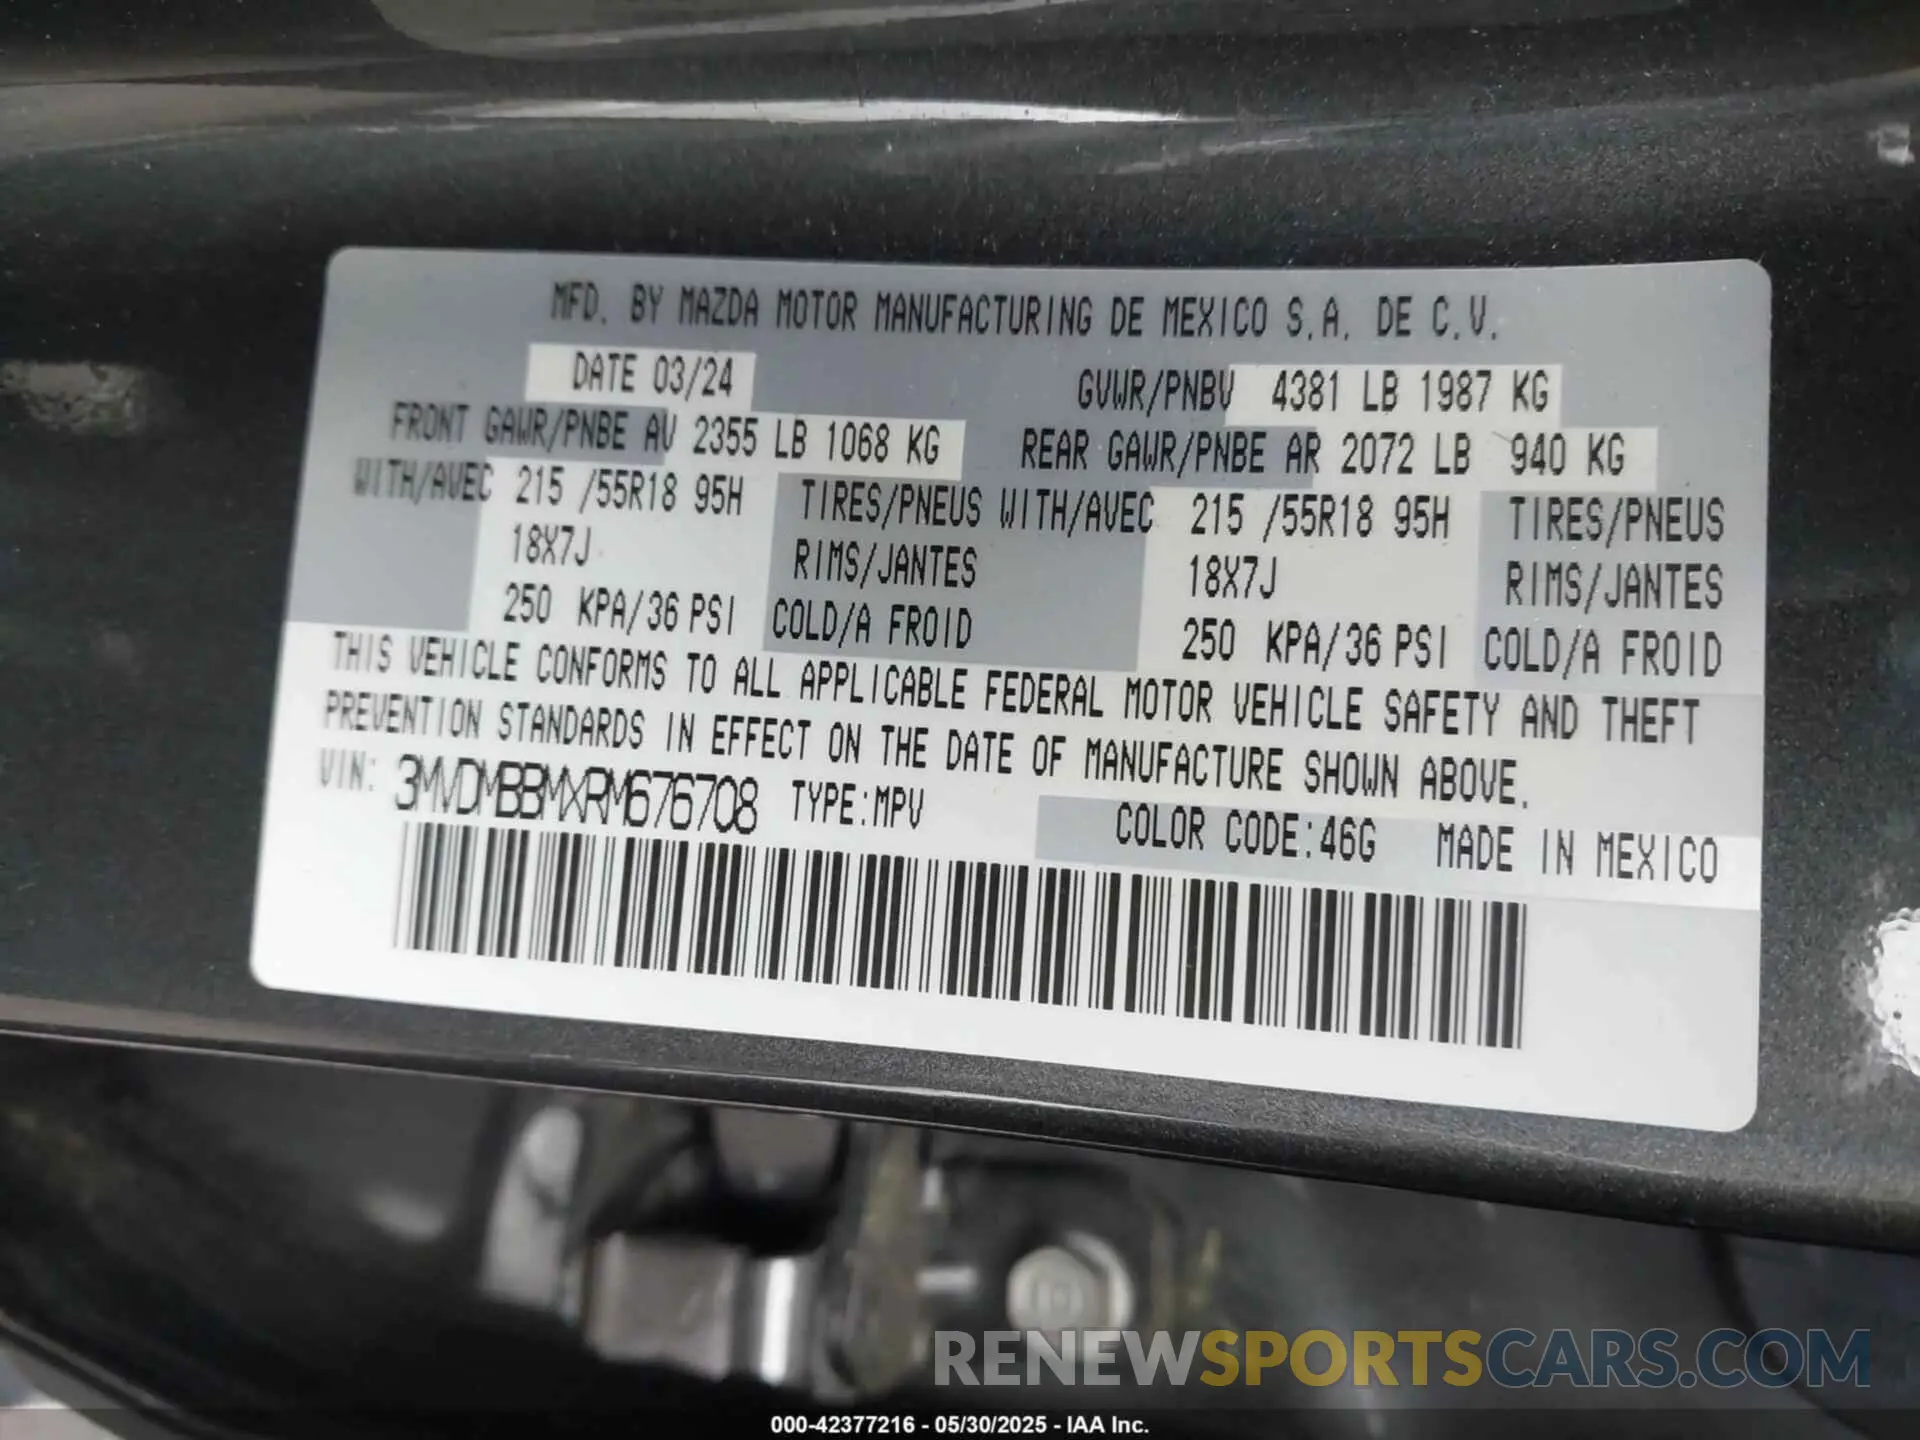 MFD. BY MAZDA MOTOR MANUFACTURING DE MEXICO S.A. DE C.V.
DATE 03/24 GVWR/PNBV 4381 LB 1987 KG
FRONT GAWR/PNBE AV 2355 LB 1068 KG REAR GAWR/PNBE AR 2072 LB 940 KG
WITH/AVEC 215 /55R18 95H TIRES/PNEUS WITH/AVEC 215 /55R18 95H TIRES/PNEUS
18X7J RIMS/JANTES 18X7J RIMS/JANTES
250 KPA/36 PSI COLD/A FROID 250 KPA/36 PSI COLD/A FROID
THIS VEHICLE CONFORMS TO ALL APPLICABLE FEDERAL MOTOR VEHICLE SAFETY AND THEFT
PREVENTION STANDARDS IN EFFECT ON THE DATE OF MANUFACTURE SHOWN ABOVE.
VIN: 3MVDMBBMXRM676708 TYPE:MPV COLOR CODE:46G MADE IN MEXICO
RENEWSPORTSCARS.COM
000-42377216 - 05/30/2025 - IAA Inc.